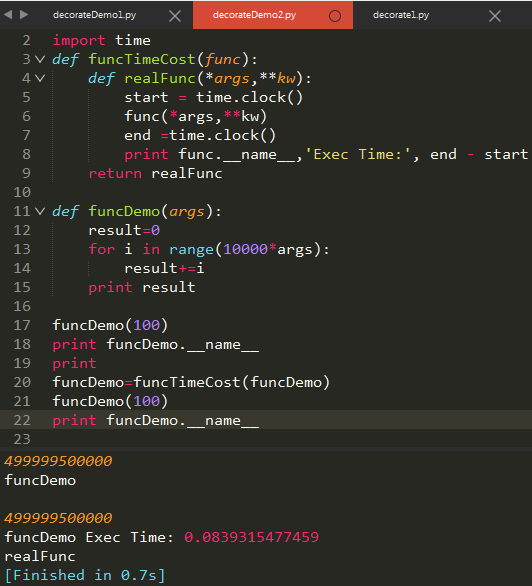 decorateDemo1.py decorateDemo2.py decorate1.py
2 import time
3 def funcTimeCost(func):
4 def realFunc(*args,**kw):
5 start = time.clock()
6 func(*args,**kw)
7 end =time.clock()
8 print func.__name__,'Exec Time:', end - start
9 return realFunc
10
11 def funcDemo(args):
12 result=0
13 for i in range(10000*args):
14 result+=i
15 print result
16
17 funcDemo(100)
18 print funcDemo.__name__
19 print
20 funcDemo=funcTimeCost(funcDemo)
21 funcDemo(100)
22 print funcDemo.__name__
23
499999500000
funcDemo
499999500000
funcDemo Exec Time: 0.0839315477459
realFunc
[Finished in 0.7s]